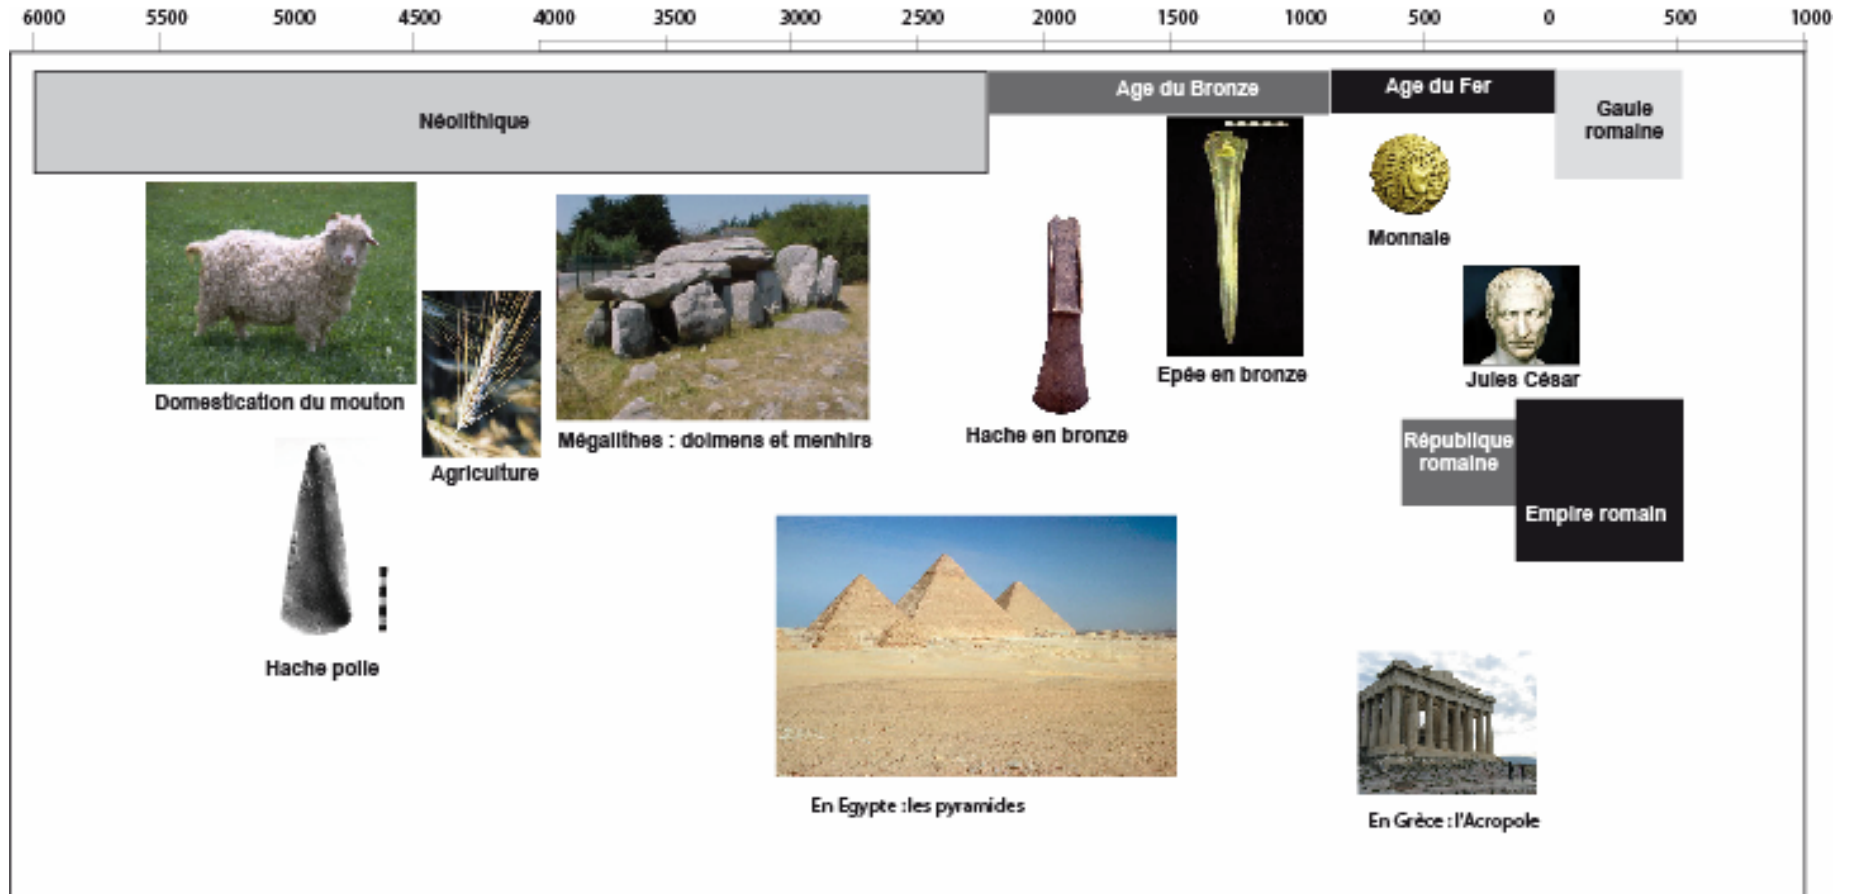 6000 5500 5000 4500 4000 3500 3000 2500 2000 1500 1000 500 0 500 1000
Néolithique
Age du Bronze
Age du Fer
Gaule
romaine
Domestication du mouton
Agriculture
Mégalithes : dolmens et menhirs
Hache en bronze
Epée en bronze
Monnaie
Jules César
République
romaine
Empire romain
Hache polie
En Egypte :les pyramides
En Grèce : l'Acropole